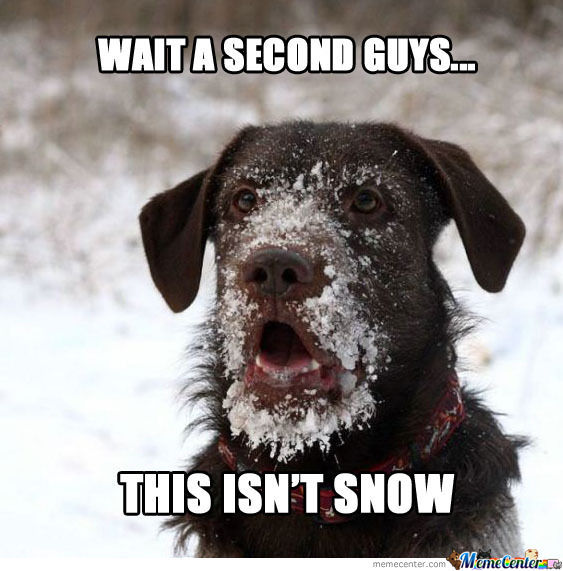 WAIT A SECOND GUYS...
THIS ISN'T SNOW
memecenter.com MemeCenter